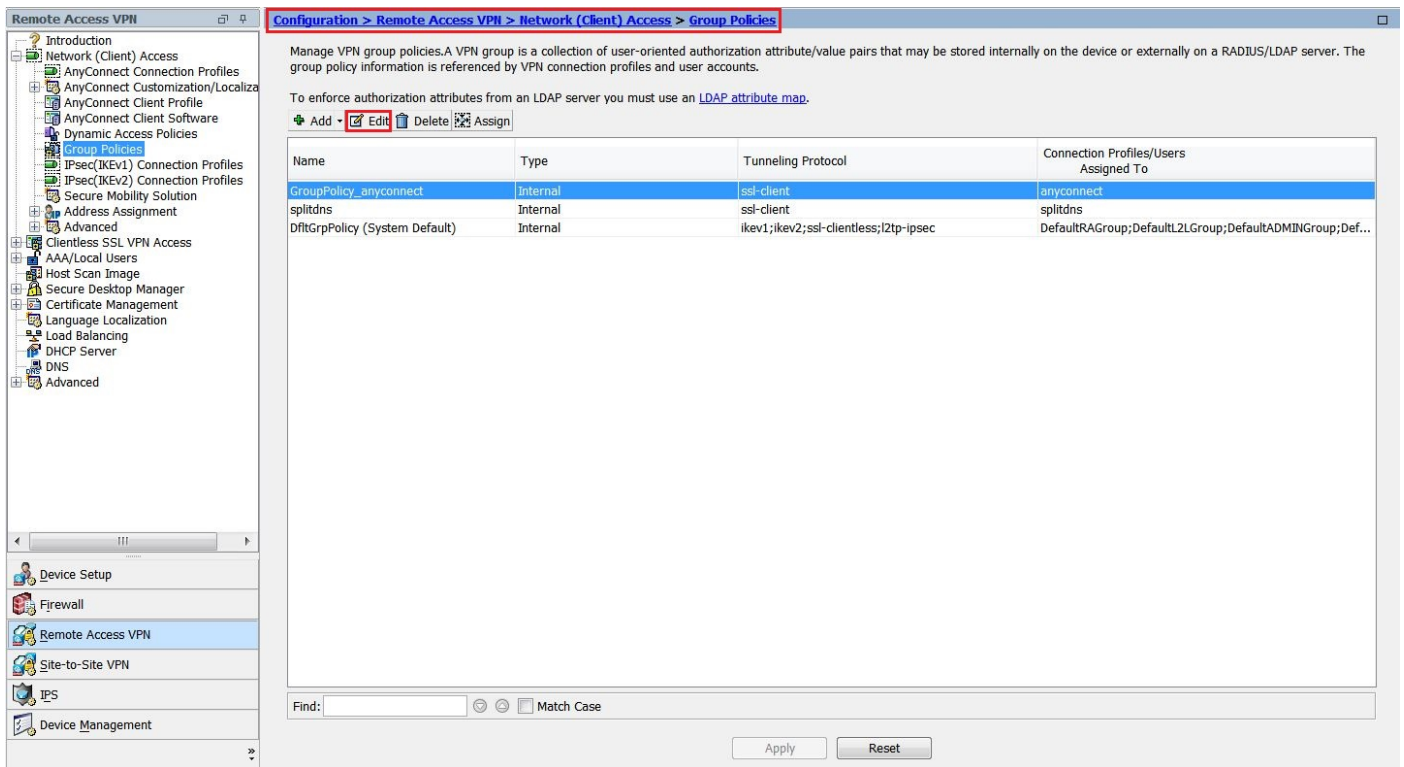 Remote Access VPN
Introduction
Network (Client) Access
AnyConnect Connection Profiles
AnyConnect Customization/Localiza
AnyConnect Client Profile
AnyConnect Client Software
Dynamic Access Policies
Group Policies
IPsec(IKEv1) Connection Profiles
IPsec(IKEv2) Connection Profiles
Secure Mobility Solution
Address Assignment
Advanced
Clientless SSL VPN Access
AAA/Local Users
Host Scan Image
Secure Desktop Manager
Certificate Management
Language Localization
Load Balancing
DHCP Server
DNS
Advanced
Device Setup
Firewall
Remote Access VPN
Site-to-Site VPN
IPS
Device Management
Configuration > Remote Access VPN > Network (Client) Access > Group Policies
Manage VPN group policies.A VPN group is a collection of user-oriented authorization attribute/value pairs that may be stored internally on the device or externally on a RADIUS/LDAP server. The
group policy information is referenced by VPN connection profiles and user accounts.
To enforce authorization attributes from an LDAP server you must use an LDAP attribute map.
Add Edit Delete Assign
Name Type Tunneling Protocol Connection Profiles/Users
Assigned To
GroupPolicy_anyconnect Internal ssl-client anyconnect
splitdns Internal ssl-client splitdns
DfltGrpPolicy (System Default) Internal ikev1;ikev2;ssl-clientless;l2tp-ipsec DefaultRAGroup;DefaultL2LGroup;DefaultADMINGroup;Def...
Find: Match Case
Apply Reset